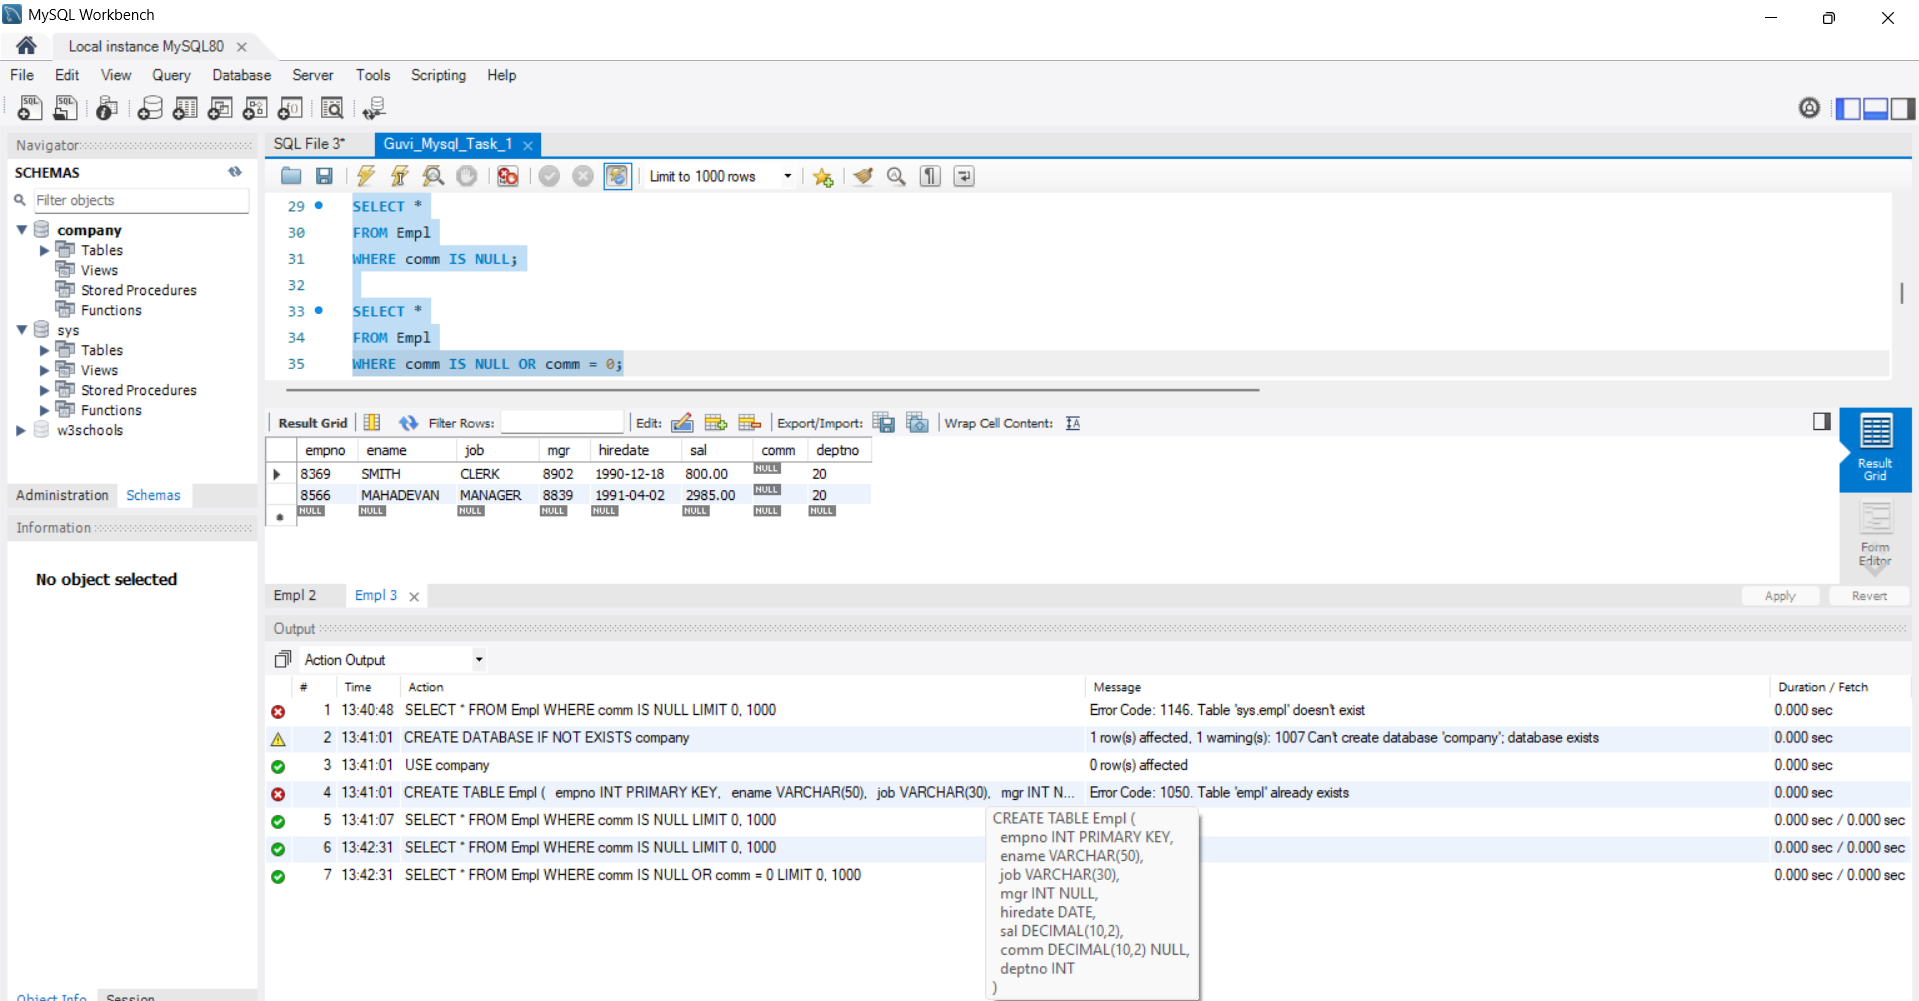 MySQL Workbench
Local instance MySQL80
File Edit View Query Database Server Tools Scripting Help
Navigator
SCHEMAS
Filter objects
company
Tables
Views
Stored Procedures
Functions
sys
Tables
Views
Stored Procedures
Functions
w3schools
Administration Schemas
Information
No object selected
Object Info Session
SQL File 3* Guvi_Mysql_Task_1
Limit to 1000 rows
29 SELECT *
30 FROM Empl
31 WHERE comm IS NULL;
32
33 SELECT *
34 FROM Empl
35 WHERE comm IS NULL OR comm = 0;
Result Grid Filter Rows: Edit: Export/Import: Wrap Cell Content:
empno ename job mgr hiredate sal comm deptno
8369 SMITH CLERK 8902 1990-12-18 800.00 NULL 20
8566 MAHADEVAN MANAGER 8839 1991-04-02 2985.00 NULL 20
NULL NULL NULL NULL NULL NULL NULL NULL
Result
Grid
Form
Editor
Empl 2 Empl 3 Apply Revert
Output
Action Output
# Time Action Message Duration / Fetch
1 13:40:48 SELECT * FROM Empl WHERE comm IS NULL LIMIT 0, 1000 Error Code: 1146. Table 'sys.empl' doesn't exist 0.000 sec
2 13:41:01 CREATE DATABASE IF NOT EXISTS company 1 row(s) affected, 1 warning(s): 1007 Can't create database 'company'; database exists 0.000 sec
3 13:41:01 USE company 0 row(s) affected 0.000 sec
4 13:41:01 CREATE TABLE Empl ( empno INT PRIMARY KEY, ename VARCHAR(50), job VARCHAR(30), mgr INT N... Error Code: 1050. Table 'empl' already exists 0.000 sec
5 13:41:07 SELECT * FROM Empl WHERE comm IS NULL LIMIT 0, 1000 0.000 sec / 0.000 sec
6 13:42:31 SELECT * FROM Empl WHERE comm IS NULL LIMIT 0, 1000 0.000 sec / 0.000 sec
7 13:42:31 SELECT * FROM Empl WHERE comm IS NULL OR comm = 0 LIMIT 0, 1000 0.000 sec / 0.000 sec
CREATE TABLE Empl (
empno INT PRIMARY KEY,
ename VARCHAR(50),
job VARCHAR(30),
mgr INT NULL,
hiredate DATE,
sal DECIMAL(10,2),
comm DECIMAL(10,2) NULL,
deptno INT
)